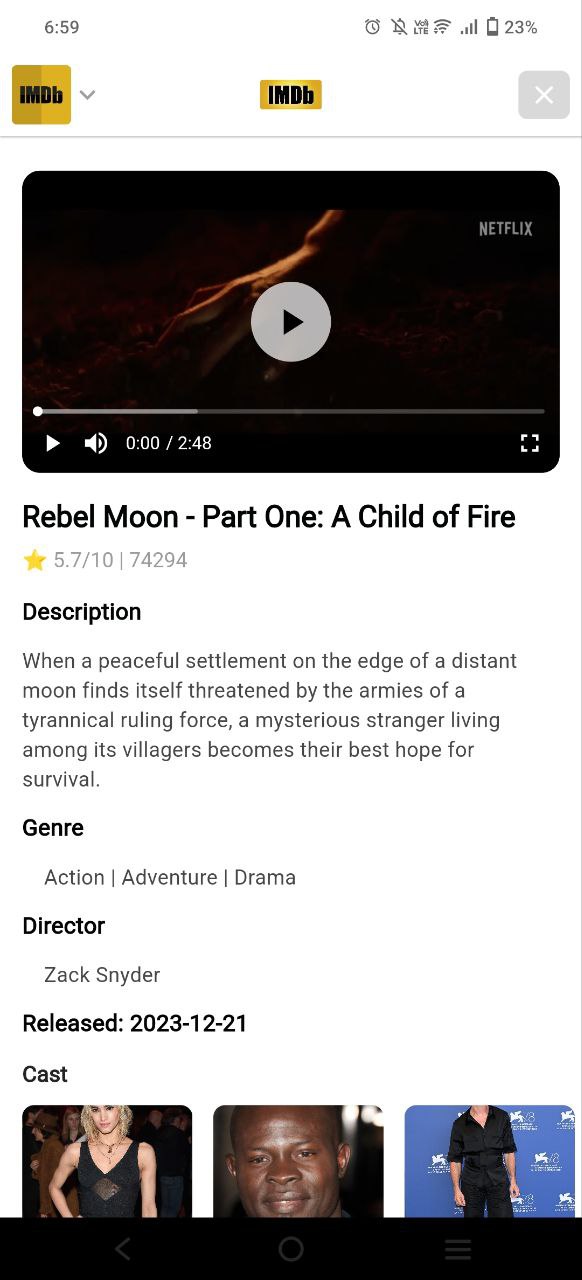 6:59
Vo) LTE
23%
IMDb
IMDb
NETFLIX
0:00 / 2:48
Rebel Moon - Part One: A Child of Fire
5.7/10 | 74294
Description
When a peaceful settlement on the edge of a distant
moon finds itself threatened by the armies of a
tyrannical ruling force, a mysterious stranger living
among its villagers becomes their best hope for
survival.
Genre
Action | Adventure | Drama
Director
Zack Snyder
Released: 2023-12-21
Cast